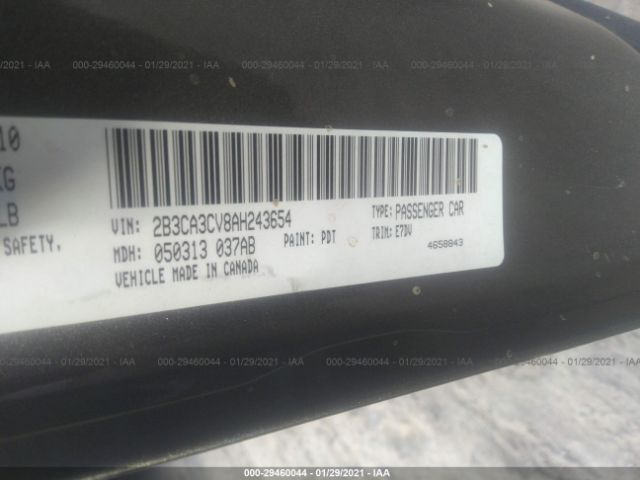 000-29460044 - 01/29/2021 - IAA 000-29460044 - 01/29/2021 - IAA 000-29460044 - 01/29/2021 - IAA
10
KG
LB
SAFETY,
VIN: 2B3CA3CV8AH243654 TYPE: PASSENGER CAR
MDH: 050313 037AB PAINT: PDT TRIM: E7DV
VEHICLE MADE IN CANADA 4658843
01/29/2021 - IAA 000-29460044 - 01/29/2021 - IAA 000-29460044 - 01/29/2021 - IAA 000-29460044 -
000-29460044 - 01/29/2021 - IAA